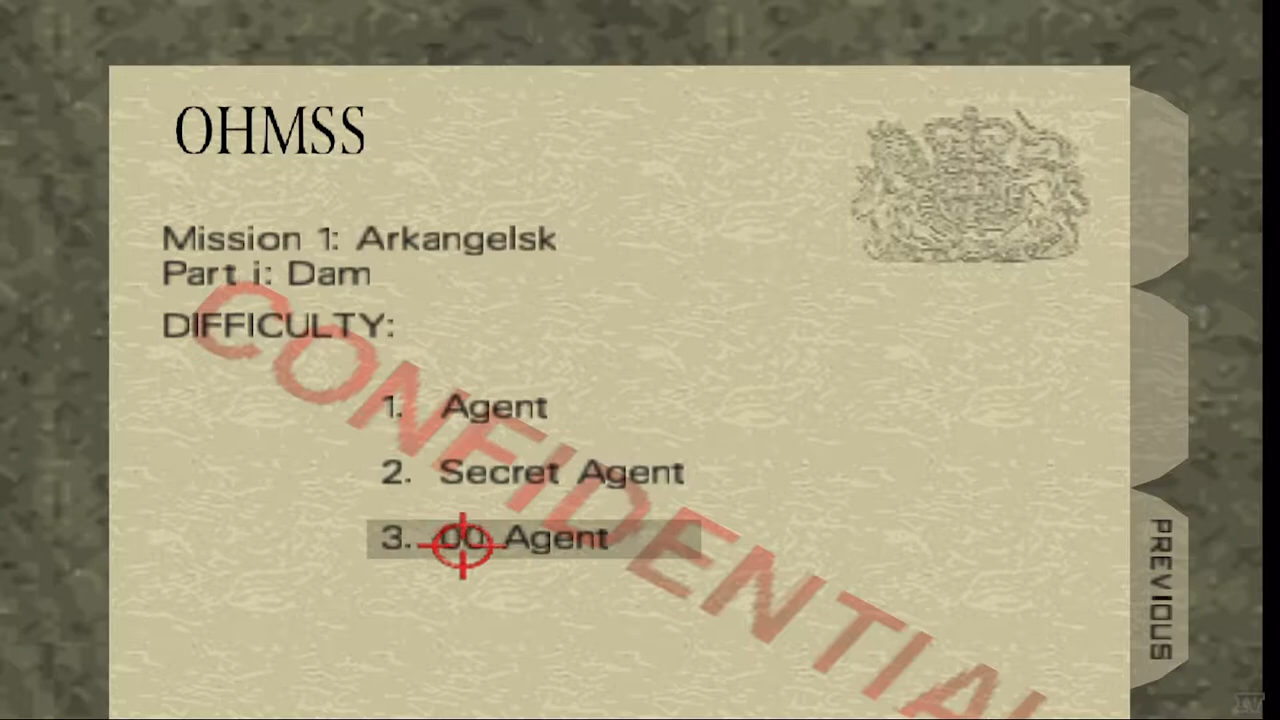 OHMSS
Mission 1: Arkangelsk
Part i: Dam
DIFFICULTY:
1. Agent
2. Secret Agent
3. 00 Agent
CONFIDENTIAL
PREVIOUS